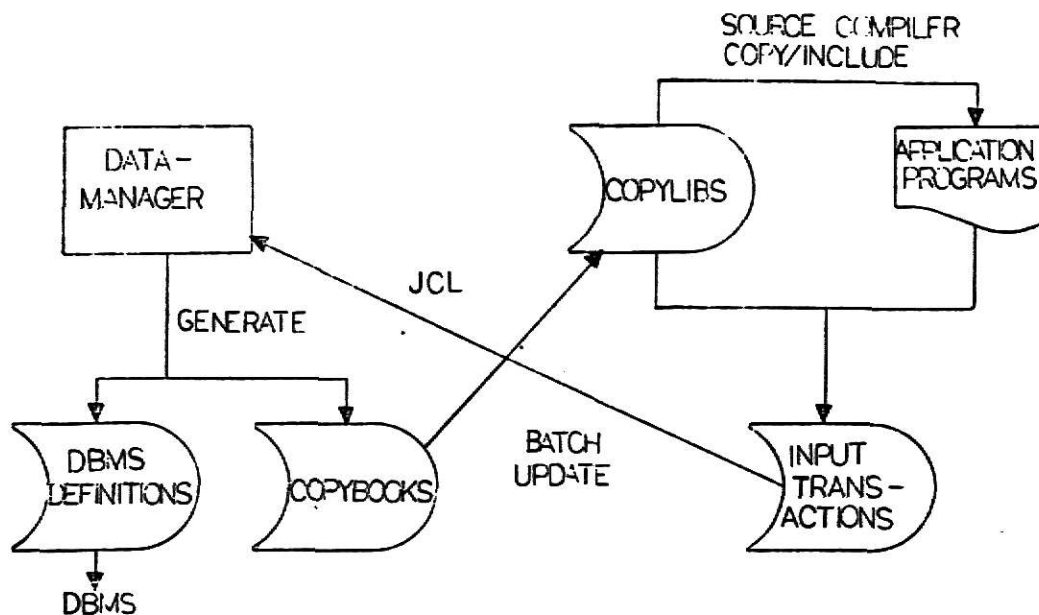 SOURCE COMPILER
COPY/INCLUDE
DATA-
MANAGER
COPYLIBS
APPLICATION
PROGRAMS
JCL
GENERATE
DBMS
DEFINITIONS
COPYBOOKS
BATCH
UPDATE
INPUT
TRANS-
ACTIONS
DBMS